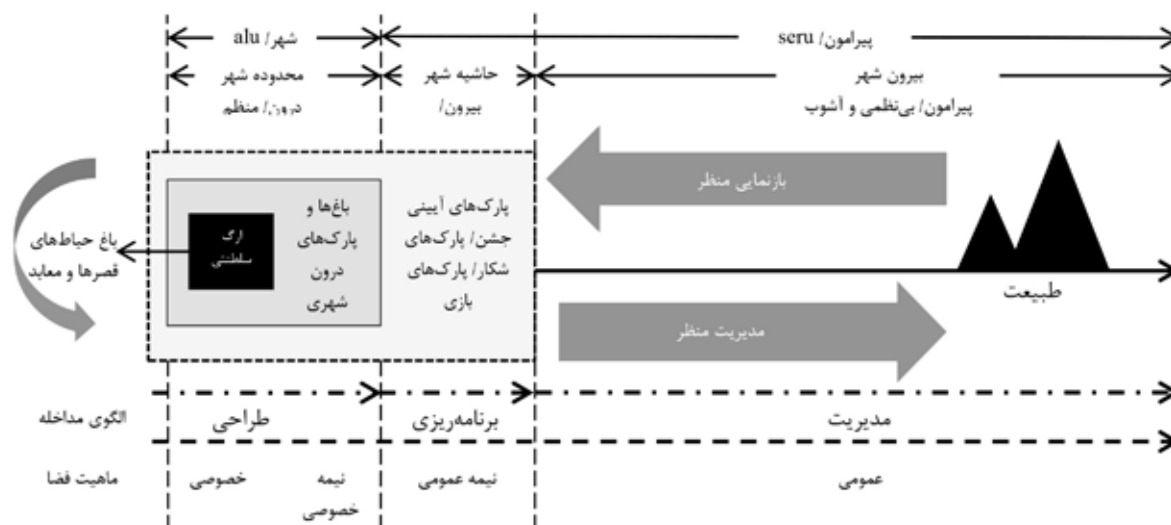 پیرامون/ seru
شهر/ alu
بیرون شهر
پیرامون/ بی‌نظمی و آشوب
حاشیه شهر
بیرون/
محدوده شهر
درون/ منظم
بازنمایی منظر
طبیعت
مدیریت منظر
پارک‌های آیینی
جشن/ پارک‌های
شکار/ پارک‌های
بازی
باغ‌ها و
پارک‌های
درون
شهری
ارگ
سلطنتی
باغ حیاط‌های
قصرها و معابد
الگوی مداخله
طراحی
برنامه‌ریزی
مدیریت
ماهیت فضا
خصوصی
نیمه
خصوصی
نیمه عمومی
عمومی